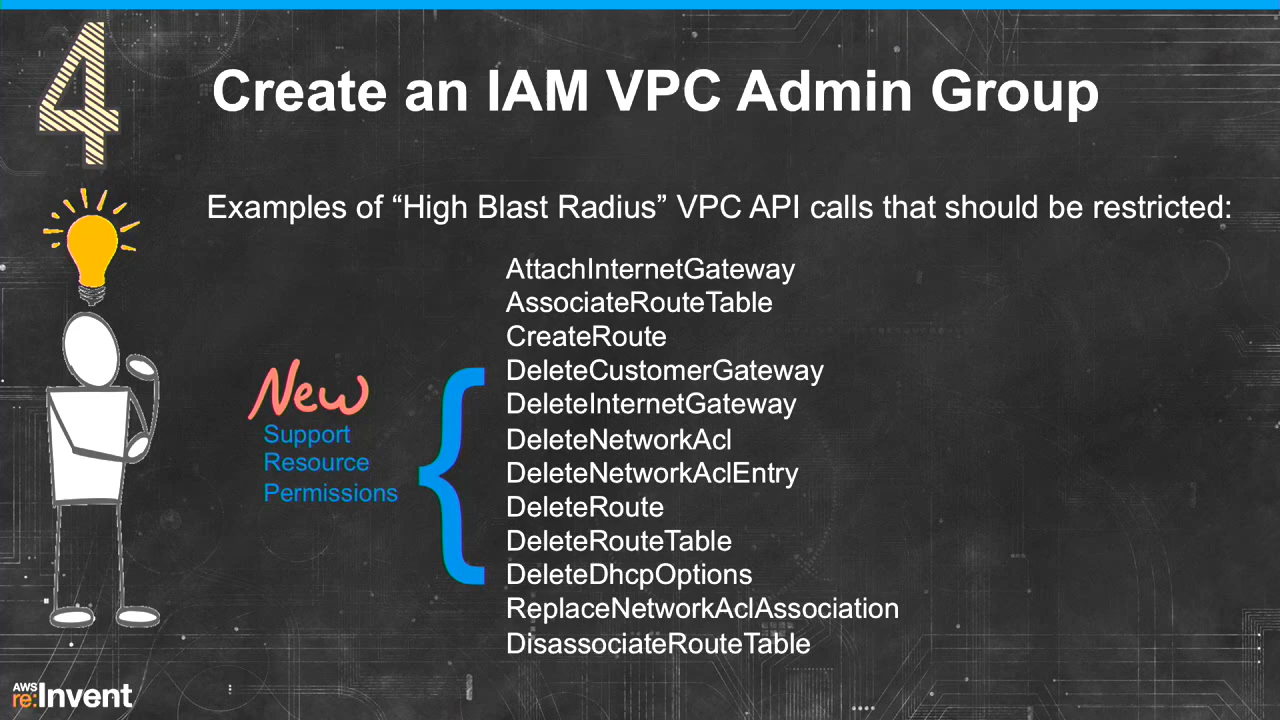 4
Create an IAM VPC Admin Group
Examples of “High Blast Radius” VPC API calls that should be restricted:
AttachInternetGateway
AssociateRouteTable
CreateRoute
DeleteCustomerGateway
DeleteInternetGateway
DeleteNetworkAcl
DeleteNetworkAclEntry
DeleteRoute
DeleteRouteTable
DeleteDhcpOptions
ReplaceNetworkAclAssociation
DisassociateRouteTable
New
Support
Resource
Permissions
{
AWS
re:Invent